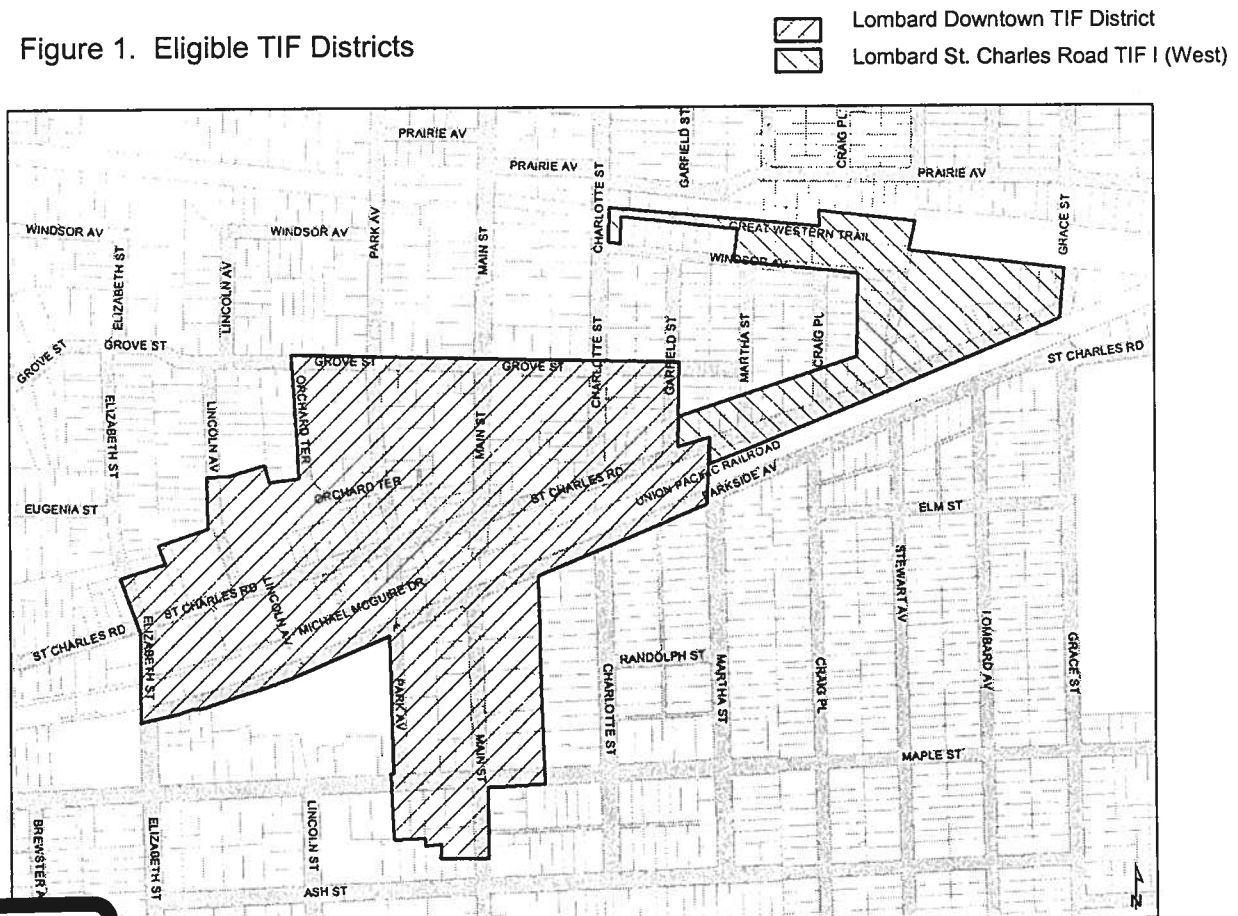 Figure 1. Eligible TIF Districts
Lombard Downtown TIF District
Lombard St. Charles Road TIF I (West)
PRAIRIE AV
PRAIRIE AV
PRAIRIE AV
GARFIELD ST
CRAIG PL
CHARLOTTE ST
GRACE ST
WINDSOR AV
WINDSOR AV
PARK AV
MAIN ST
GREAT WESTERN TRAIL
WINDSOR AV
ELIZABETH ST
LINCOLN AV
GROVE ST
GROVE ST
GROVE ST
GROVE ST
CHARLOTTE ST
GARFIELD ST
MARTHA ST
CRAIG PL
ST CHARLES RD
ELIZABETH ST
LINCOLN AV
ORCHARD TER
MAIN ST
ORCHARD TER
ST CHARLES RD
UNION PACIFIC RAILROAD
PARKSIDE AV
EUGENIA ST
ELM ST
ST CHARLES RD
ST CHARLES RD
LINCOLN AV
MICHAEL MCGUIRE DR
STEWART AV
ELIZABETH ST
PARK AV
MAIN ST
RANDOLPH ST
CHARLOTTE ST
MARTHA ST
CRAIG PL
LOMBARD AV
GRACE ST
MAPLE ST
BREWSTER A
ELIZABETH ST
LINCOLN ST
ASH ST
N